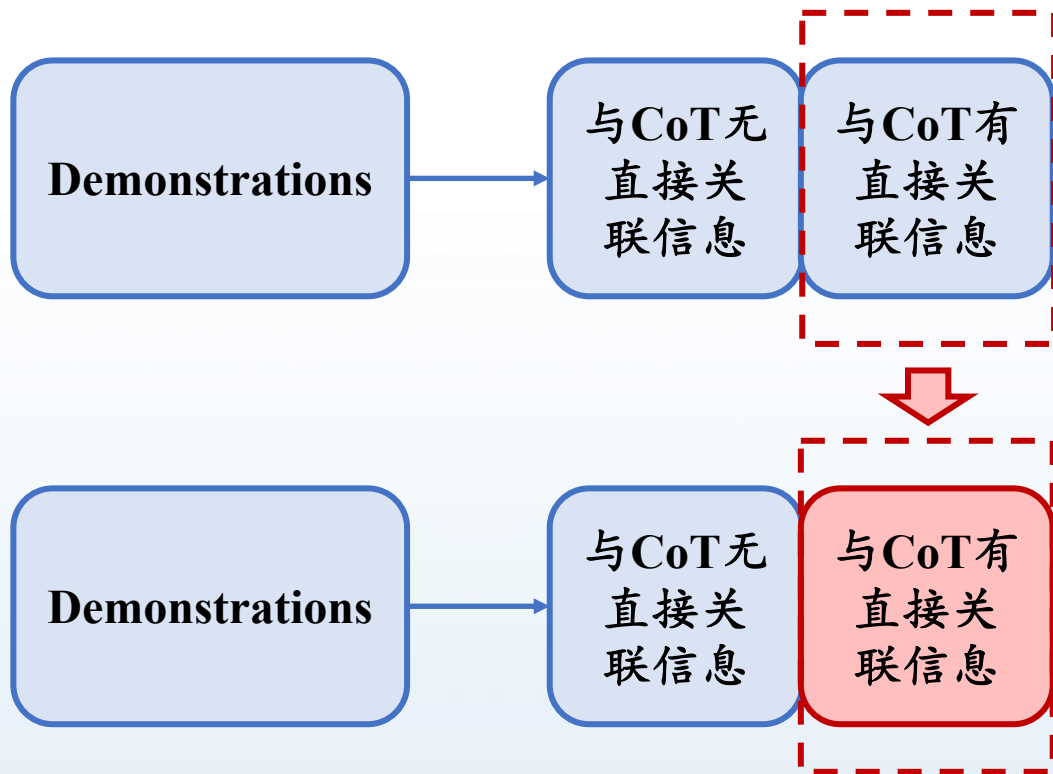 Demonstrations
与CoT无
直接关
联信息
与CoT有
直接关
联信息
Demonstrations
与CoT无
直接关
联信息
与CoT有
直接关
联信息